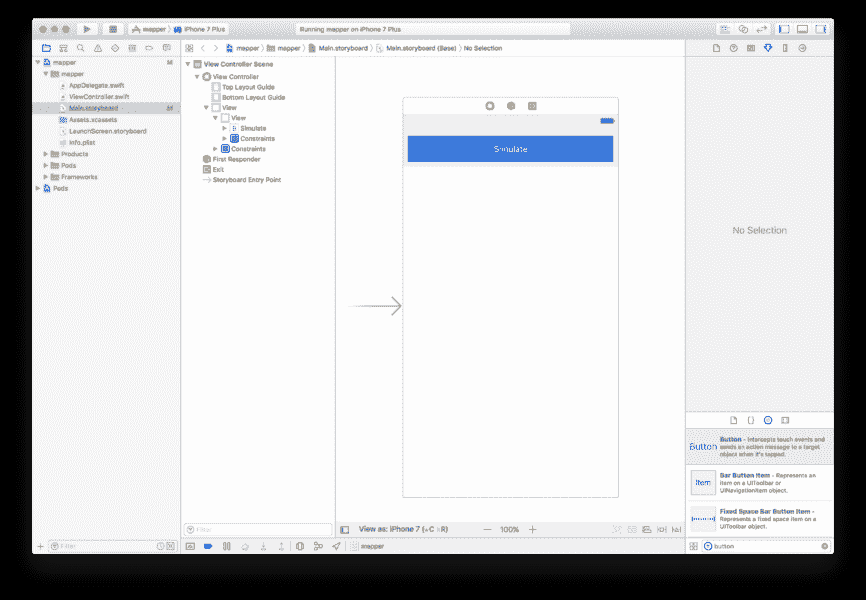 mapper
iPhone 7 Plus
Running mapper on iPhone 7 Plus
mapper
mapper
Main.storyboard
Main.storyboard (Base)
No Selection
mapper
M
mapper
AppDelegate.swift
ViewController.swift
Main.storyboard
M
Assets.xcassets
LaunchScreen.storyboard
Info.plist
Products
Pods
Frameworks
Pods
View Controller Scene
View Controller
Top Layout Guide
Bottom Layout Guide
View
View
Simulate
Constraints
Constraints
First Responder
Exit
Storyboard Entry Point
Simulate
No Selection
Button
Button - Intercepts touch events and
sends an action message to a target
object when it's tapped.
Item
Bar Button Item - Represents an
item on a UIToolbar or
UINavigationItem object.
Fixed Space Bar Button Item -
Represents a fixed space item on a
UIToolbar object.
Filter
View as: iPhone 7 (wC hR)
100%
Filter
mapper
button